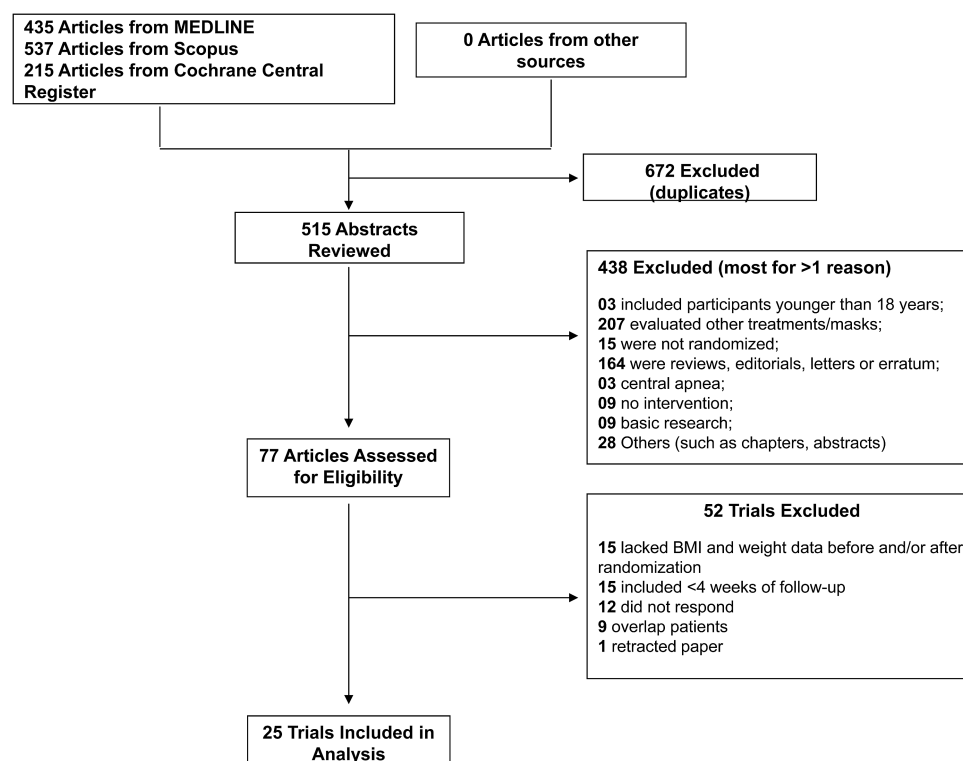 435 Articles from MEDLINE
537 Articles from Scopus
215 Articles from Cochrane Central
Register
0 Articles from other
sources
672 Excluded
(duplicates)
515 Abstracts
Reviewed
438 Excluded (most for >1 reason)
03 included participants younger than 18 years;
207 evaluated other treatments/masks;
15 were not randomized;
164 were reviews, editorials, letters or erratum;
03 central apnea;
09 no intervention;
09 basic research;
28 Others (such as chapters, abstracts)
77 Articles Assessed
for Eligibility
52 Trials Excluded
15 lacked BMI and weight data before and/or after
randomization
15 included <4 weeks of follow-up
12 did not respond
9 overlap patients
1 retracted paper
25 Trials Included in
Analysis